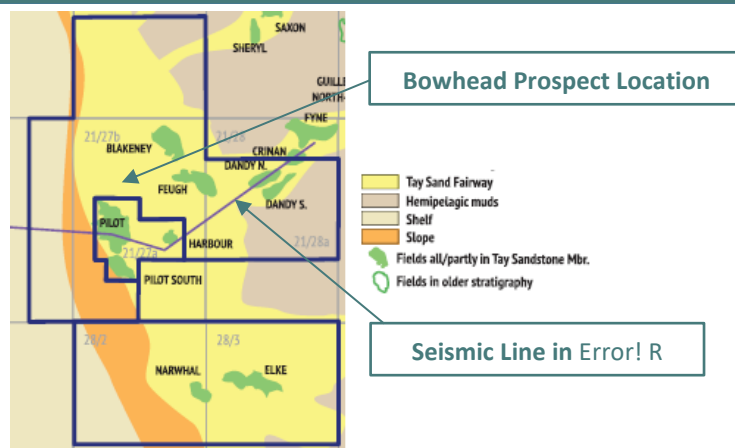 SAXON
SHERYL
Bowhead Prospect Location
GUILLE
NORTH-
FYNE
21/27b
21/28
BLAKENEY
CRINAN
DANDY N.
FEUGH
DANDY S.
PILOT
HARBOUR
21/27a
21/28a
PILOT SOUTH
Tay Sand Fairway
Hemipelagic muds
Shelf
Slope
Fields all/partly in Tay Sandstone Mbr.
Fields in older stratigraphy
28/2
28/3
Seismic Line in Error! R
NARWHAL
ELKE